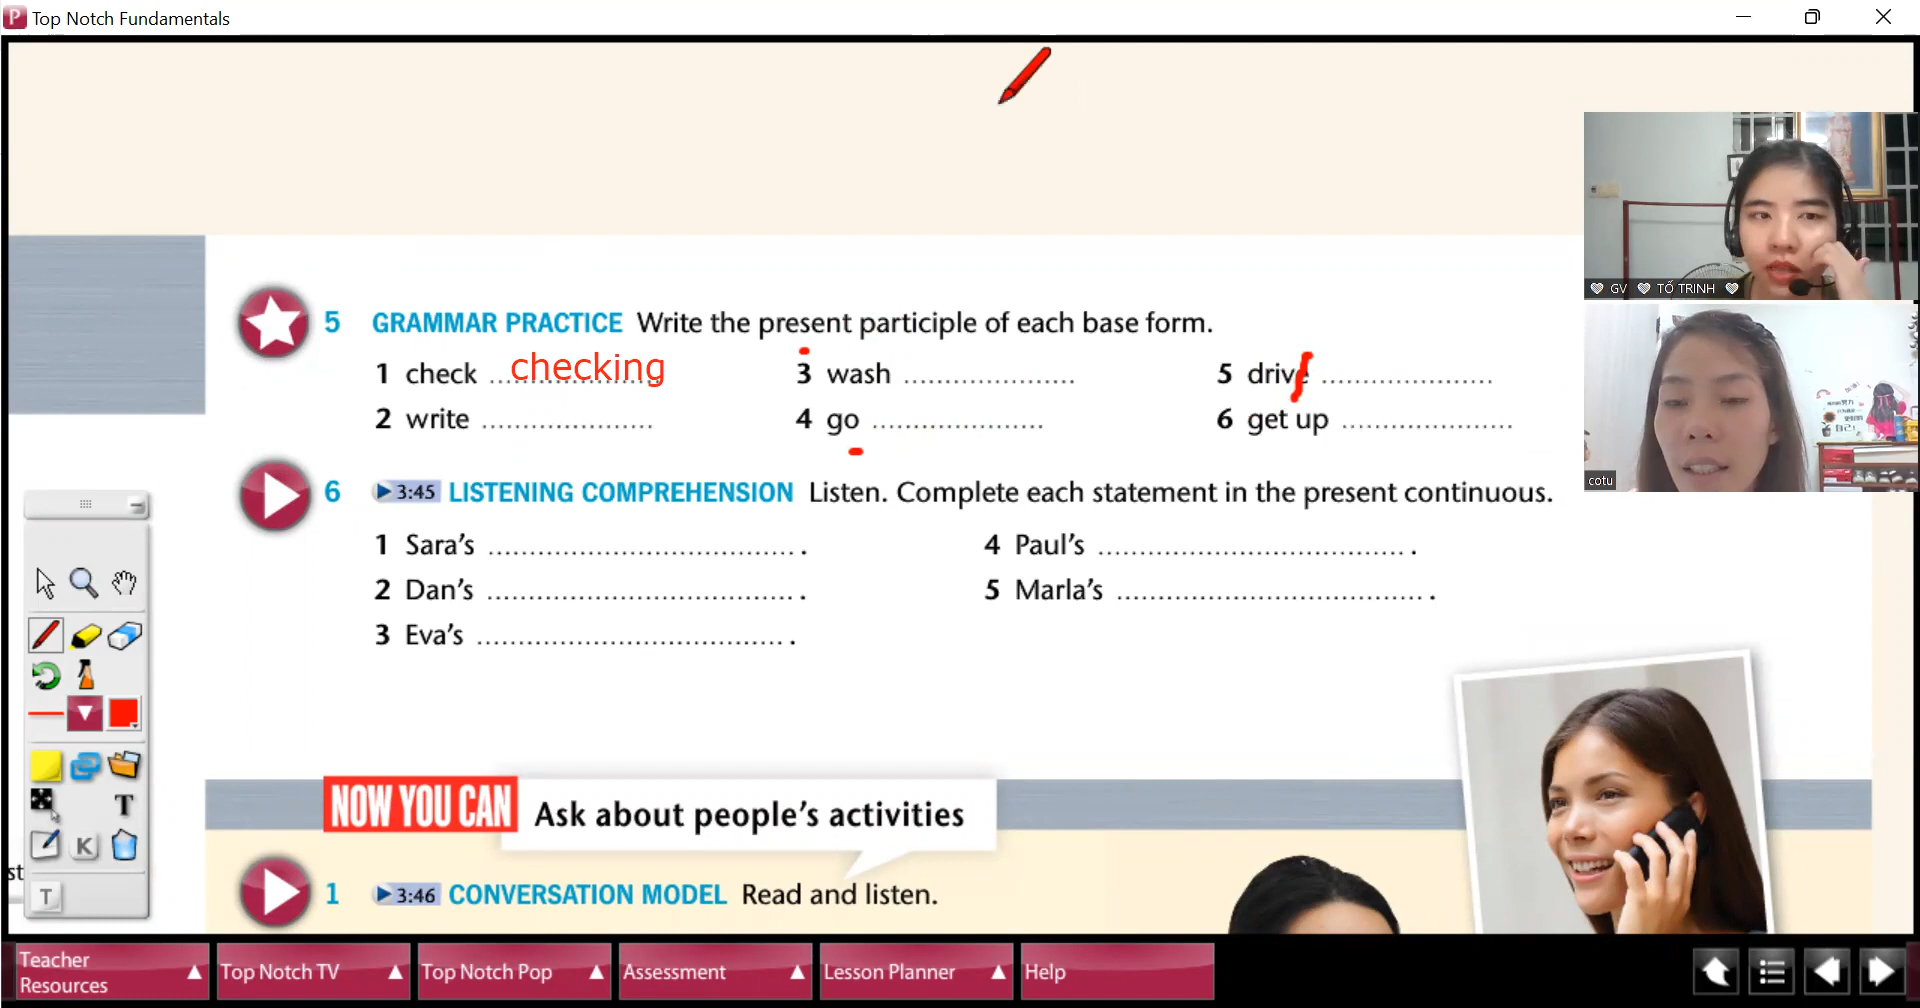 Top Notch Fundamentals
GV TỐ TRINH
cotu
5 GRAMMAR PRACTICE Write the present participle of each base form.
1 check checking 3 wash .................... 5 drive ....................
2 write .................... 4 go .................... 6 get up ....................
6 3:45 LISTENING COMPREHENSION Listen. Complete each statement in the present continuous.
1 Sara's .................................... . 4 Paul's .................................... .
2 Dan's .................................... . 5 Marla's .................................... .
3 Eva's .................................... .
NOW YOU CAN Ask about people's activities
1 3:46 CONVERSATION MODEL Read and listen.
st
T
K
T
Teacher Resources Top Notch TV Top Notch Pop Assessment Lesson Planner Help